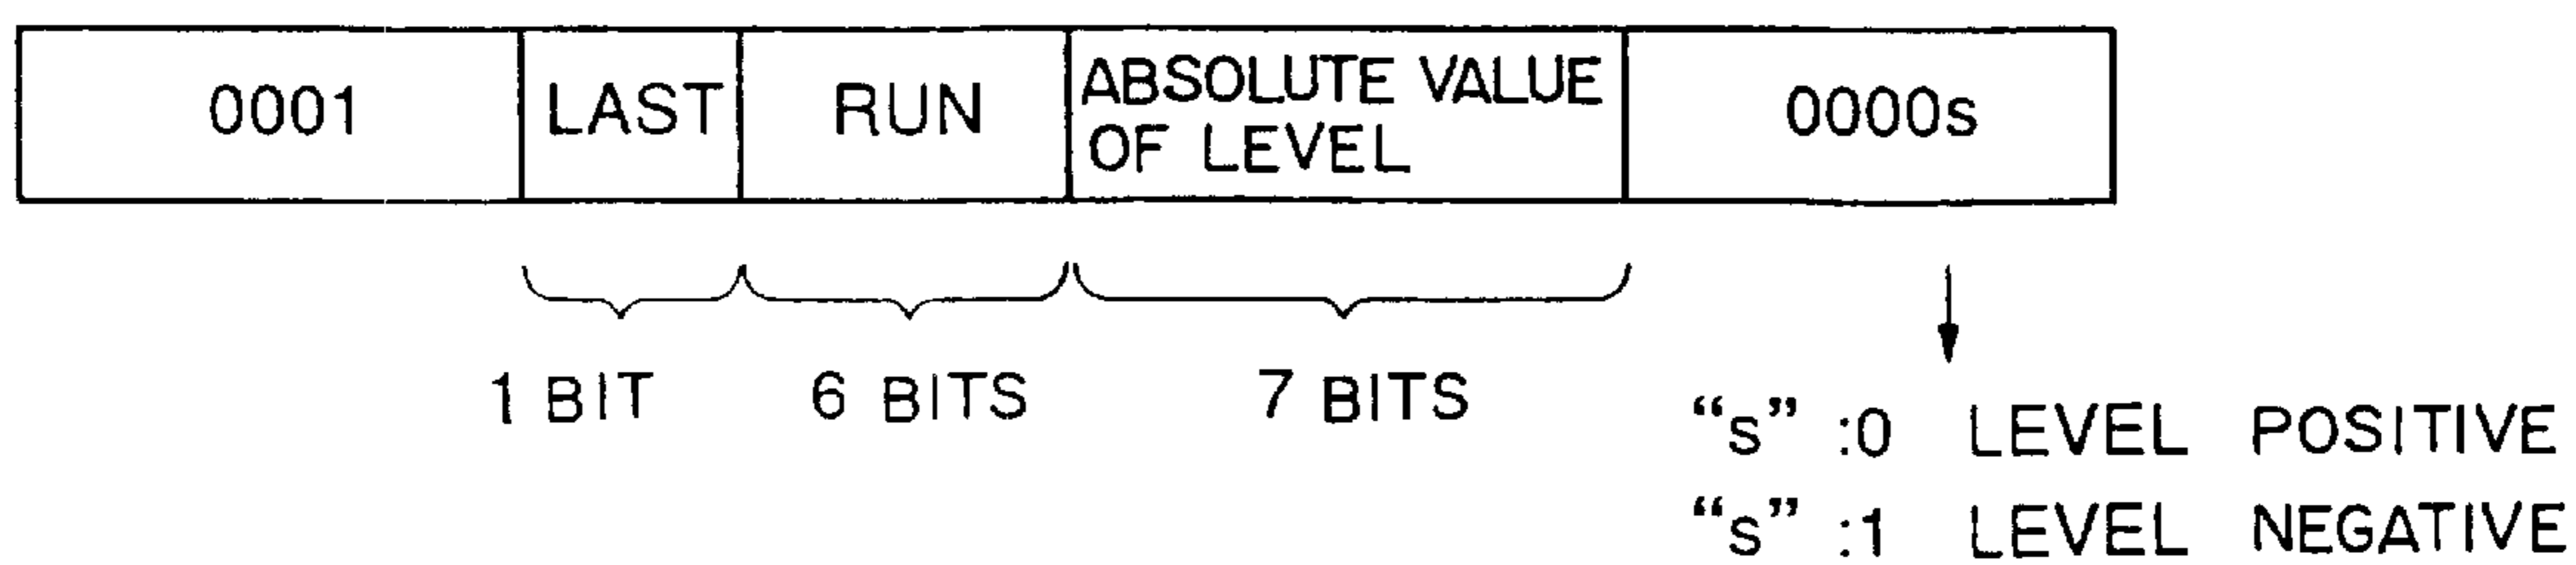 0001 LAST RUN ABSOLUTE VALUE
OF LEVEL 0000s
1 BIT 6 BITS 7 BITS
“s” :0 LEVEL POSITIVE
“s” :1 LEVEL NEGATIVE